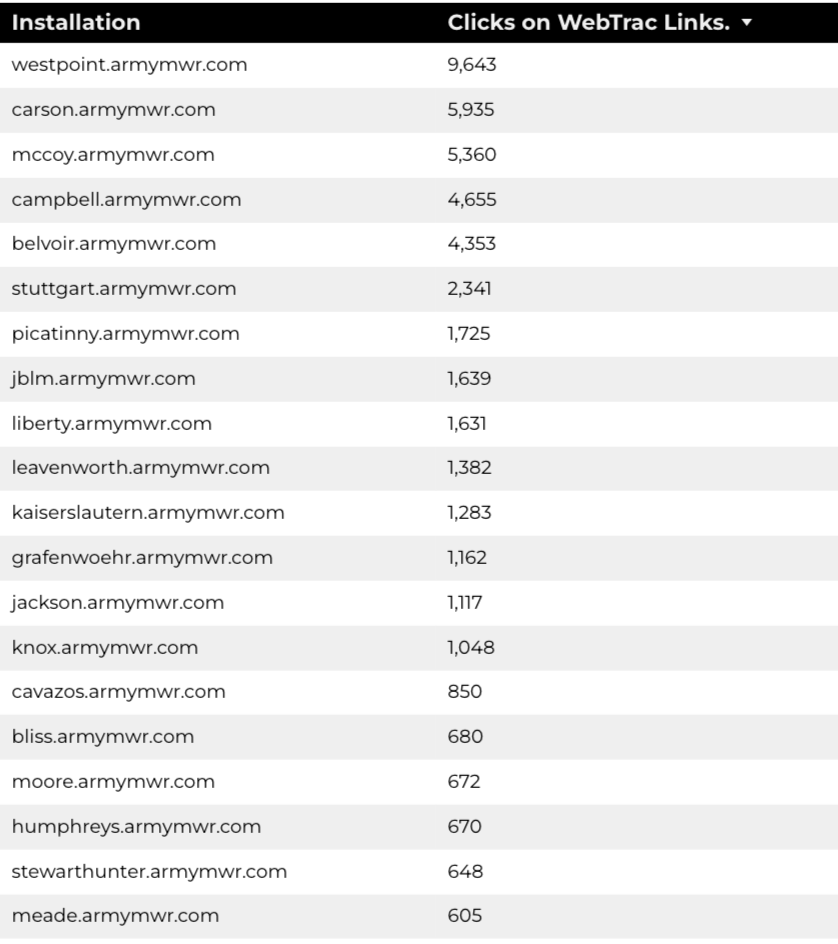 Installation Clicks on WebTrac Links. ▼
westpoint.armymwr.com 9,643
carson.armymwr.com 5,935
mccoy.armymwr.com 5,360
campbell.armymwr.com 4,655
belvoir.armymwr.com 4,353
stuttgart.armymwr.com 2,341
picatinny.armymwr.com 1,725
jblm.armymwr.com 1,639
liberty.armymwr.com 1,631
leavenworth.armymwr.com 1,382
kaiserslautern.armymwr.com 1,283
grafenwoehr.armymwr.com 1,162
jackson.armymwr.com 1,117
knox.armymwr.com 1,048
cavazos.armymwr.com 850
bliss.armymwr.com 680
moore.armymwr.com 672
humphreys.armymwr.com 670
stewarthunter.armymwr.com 648
meade.armymwr.com 605